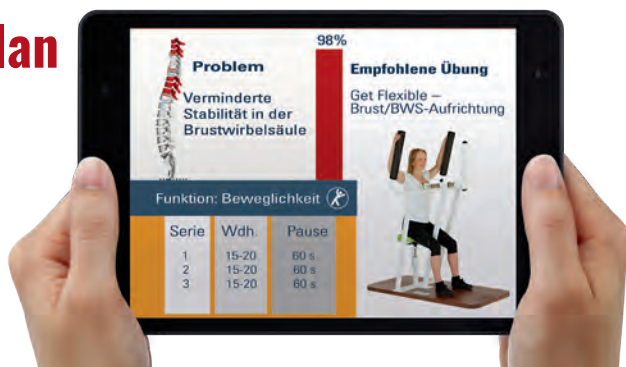 lan
98%
Problem
Verminderte
Stabilität in der
Brustwirbelsäule
Empfohlene Übung
Get Flexible –
Brust/BWS-Aufrichtung
Funktion: Beweglichkeit
Serie Wdh. Pause
1 15-20 60 s
2 15-20 60 s
3 15-20 60 s